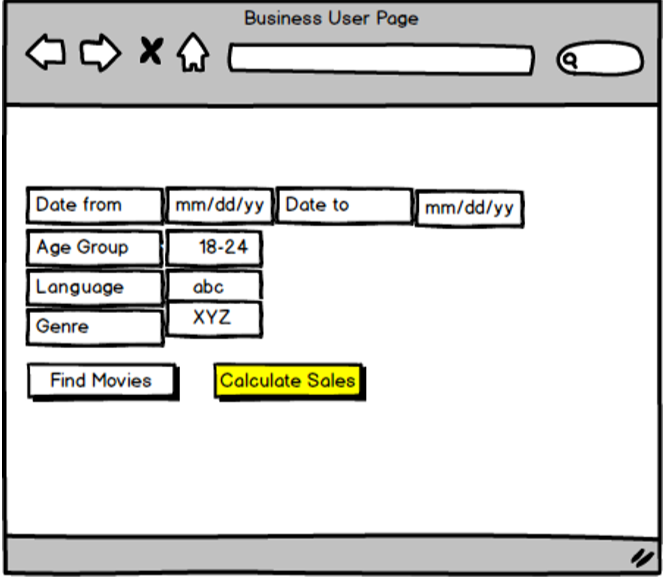 Business User Page
Date from mm/dd/yy Date to mm/dd/yy
Age Group 18-24
Language abc
Genre XYZ
Find Movies Calculate Sales